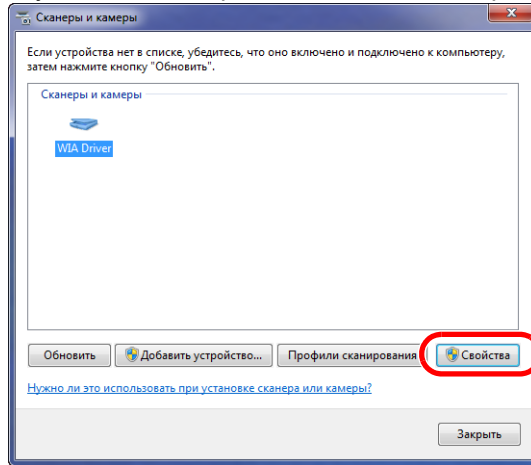 Сканеры и камеры
Если устройства нет в списке, убедитесь, что оно включено и подключено к компьютеру,
затем нажмите кнопку "Обновить".
Сканеры и камеры
WIA Driver
Обновить Добавить устройство... Профили сканирования Свойства
Нужно ли это использовать при установке сканера или камеры?
Закрыть